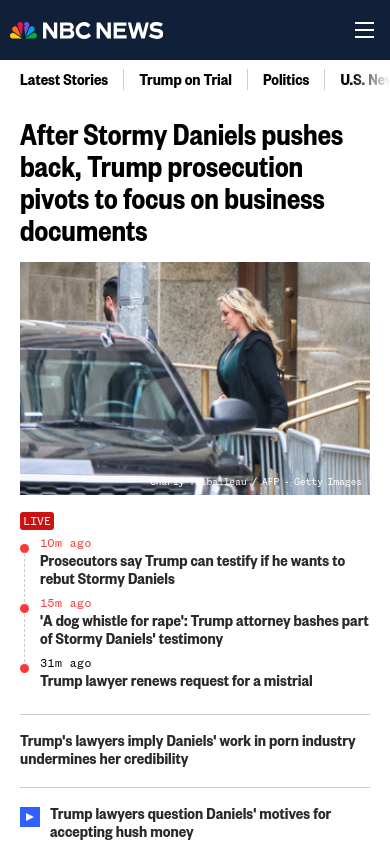 NBC NEWS
Latest Stories
Trump on Trial
Politics
U.S.
After Stormy Daniels pushes
back, Trump prosecution
pivots to focus on business
documents
/ AFP - Getty Images
LIVE
10m ago
Prosecutors say Trump can testify if he wants to
rebut Stormy Daniels
15m ago
'A dog whistle for rape': Trump attorney bashes part
of Stormy Daniels' testimony
31m ago
Trump lawyer renews request for a mistrial
Trump's lawyers imply Daniels' work in porn industry
undermines her credibility
Trump lawyers question Daniels' motives for
accepting hush money